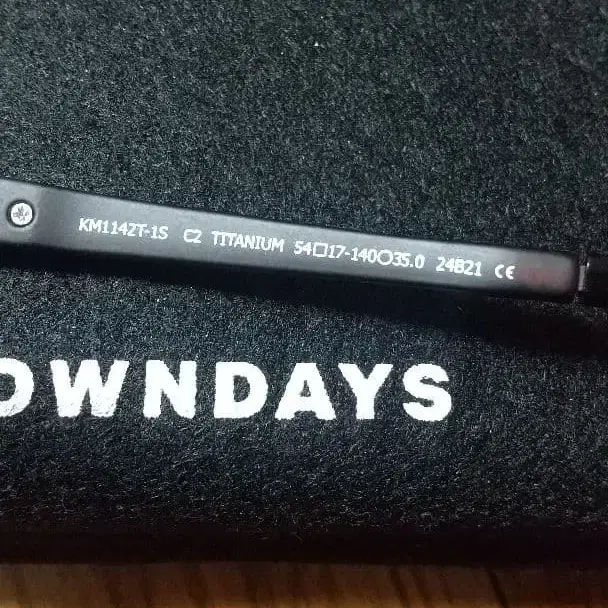 KM1142T-1S C2 TITANIUM 54□17-140○35.0 24B21 CE
OWNDAYS